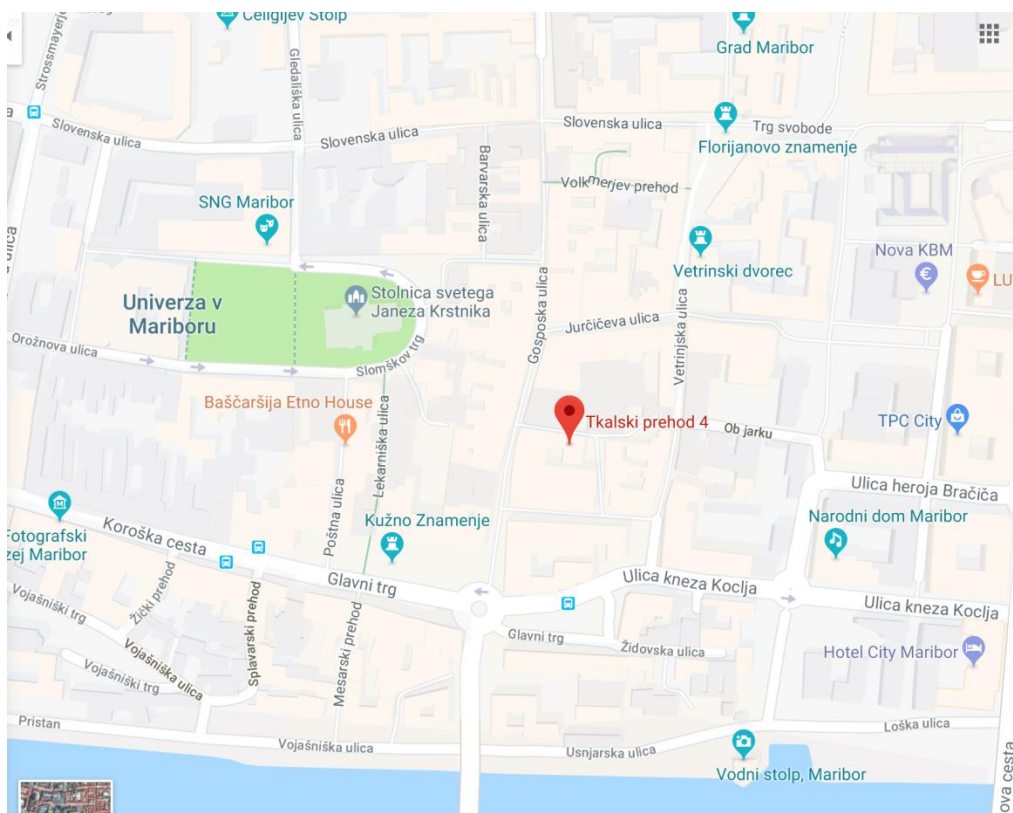 Celigijev Stolp
Grad Maribor
Strossmayerje
Gledališka ulica
Slovenska ulica
Slovenska ulica
Slovenska ulica
Trg svobode
Florijanovo znamenje
Barvarska ulica
Volkmerjev prehod
SNG Maribor
Vetrinski dvorec
Nova KBM
LU
Univerza v
Mariboru
Stolnica svetega
Janeza Krstnika
Gosposka ulica
Jurčičeva ulica
Vetrinjska ulica
Orožnova ulica
Slomškov trg
Baščaršija Etno House
Lekarniška ulica
Poštna ulica
Tkalski prehod 4
Ob jarku
TPC City
Ulica heroja Bračiča
Narodni dom Maribor
Fotografski
zej Maribor
Koroška cesta
Kužno Znamenje
Glavni trg
Ulica kneza Koclja
Ulica kneza Koclja
Vojašniški trg
Žički prehod
Vojašniška ulica
Vojašniški trg
Splavarski prehod
Mesarski prehod
Glavni trg
Židovska ulica
Hotel City Maribor
Pristan
Vojašniška ulica
Usnjarska ulica
Loška ulica
Vodni stolp, Maribor
ova cesta